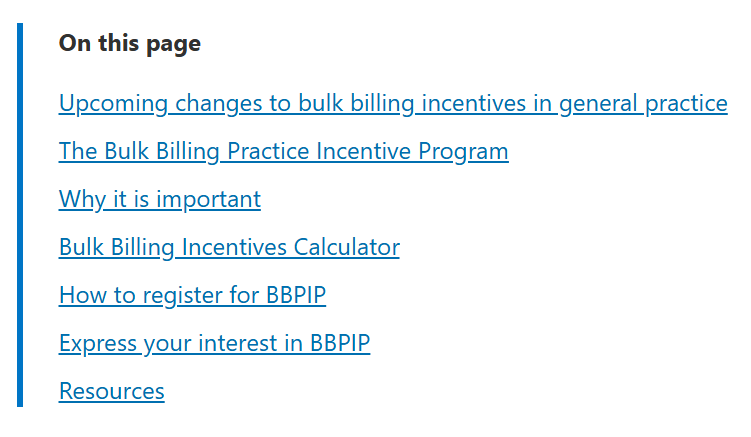 On this page
Upcoming changes to bulk billing incentives in general practice
The Bulk Billing Practice Incentive Program
Why it is important
Bulk Billing Incentives Calculator
How to register for BBPIP
Express your interest in BBPIP
Resources